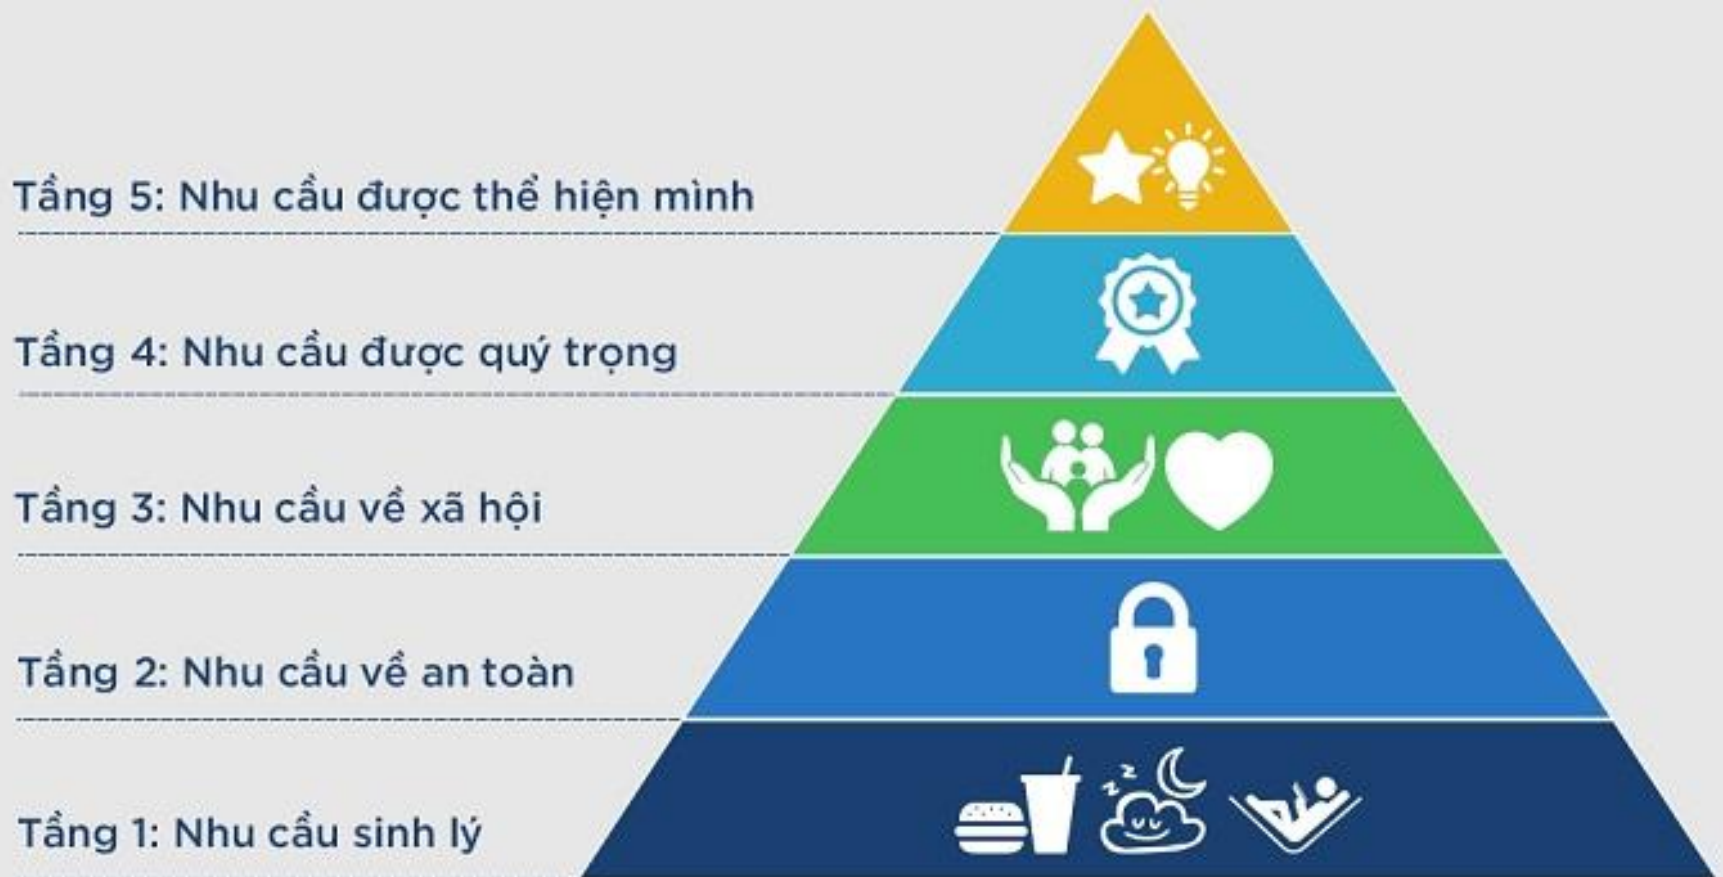 Tầng 5: Nhu cầu được thể hiện mình
Tầng 4: Nhu cầu được quý trọng
Tầng 3: Nhu cầu về xã hội
Tầng 2: Nhu cầu về an toàn
Tầng 1: Nhu cầu sinh lý